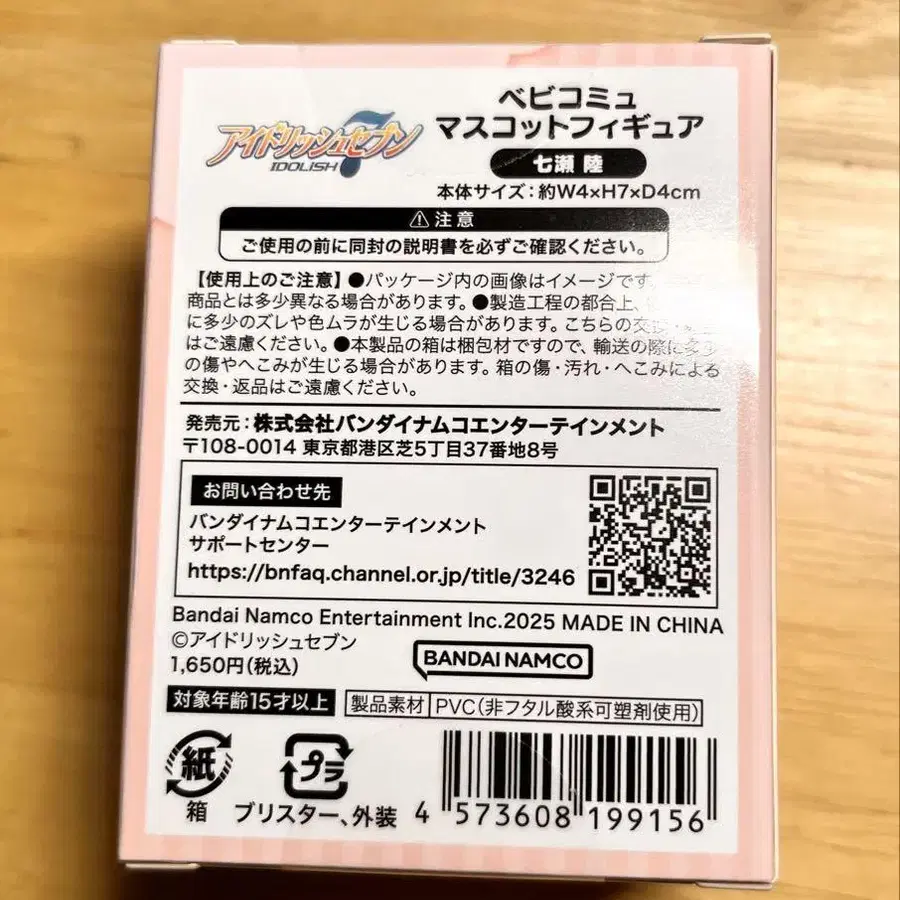 アイドリッシュセブン
7
IDOLiSH
ベビコミュ
マスコットフィギュア
七瀬 陸
本体サイズ：約W4×H7×D4cm
⚠注意
ご使用の前に同封の説明書を必ずご確認ください。
【使用上のご注意】●パッケージ内の画像はイメージです。
商品とは多少異なる場合があります。●製造工程の都合上、
に多少のズレや色ムラが生じる場合があります。こちらの交換・
はご遠慮ください。●本製品の箱は梱包材ですので、輸送の際に多少
の傷やへこみが生じる場合があります。箱の傷・汚れ・へこみによる
交換・返品はご遠慮ください。
発売元：株式会社バンダイナムコエンターテインメント
〒108-0014 東京都港区芝5丁目37番地8号
お問い合わせ先
バンダイナムコエンターテインメント
サポートセンター
https://bnfaq.channel.or.jp/title/3246
Bandai Namco Entertainment Inc.2025 MADE IN CHINA
©アイドリッシュセブン
1,650円(税込)
BANDAI NAMCO
対象年齢15才以上
製品素材 PVC(非フタル酸系可塑剤使用)
紙
箱
プラ
ブリスター、外装
4 573608 199156